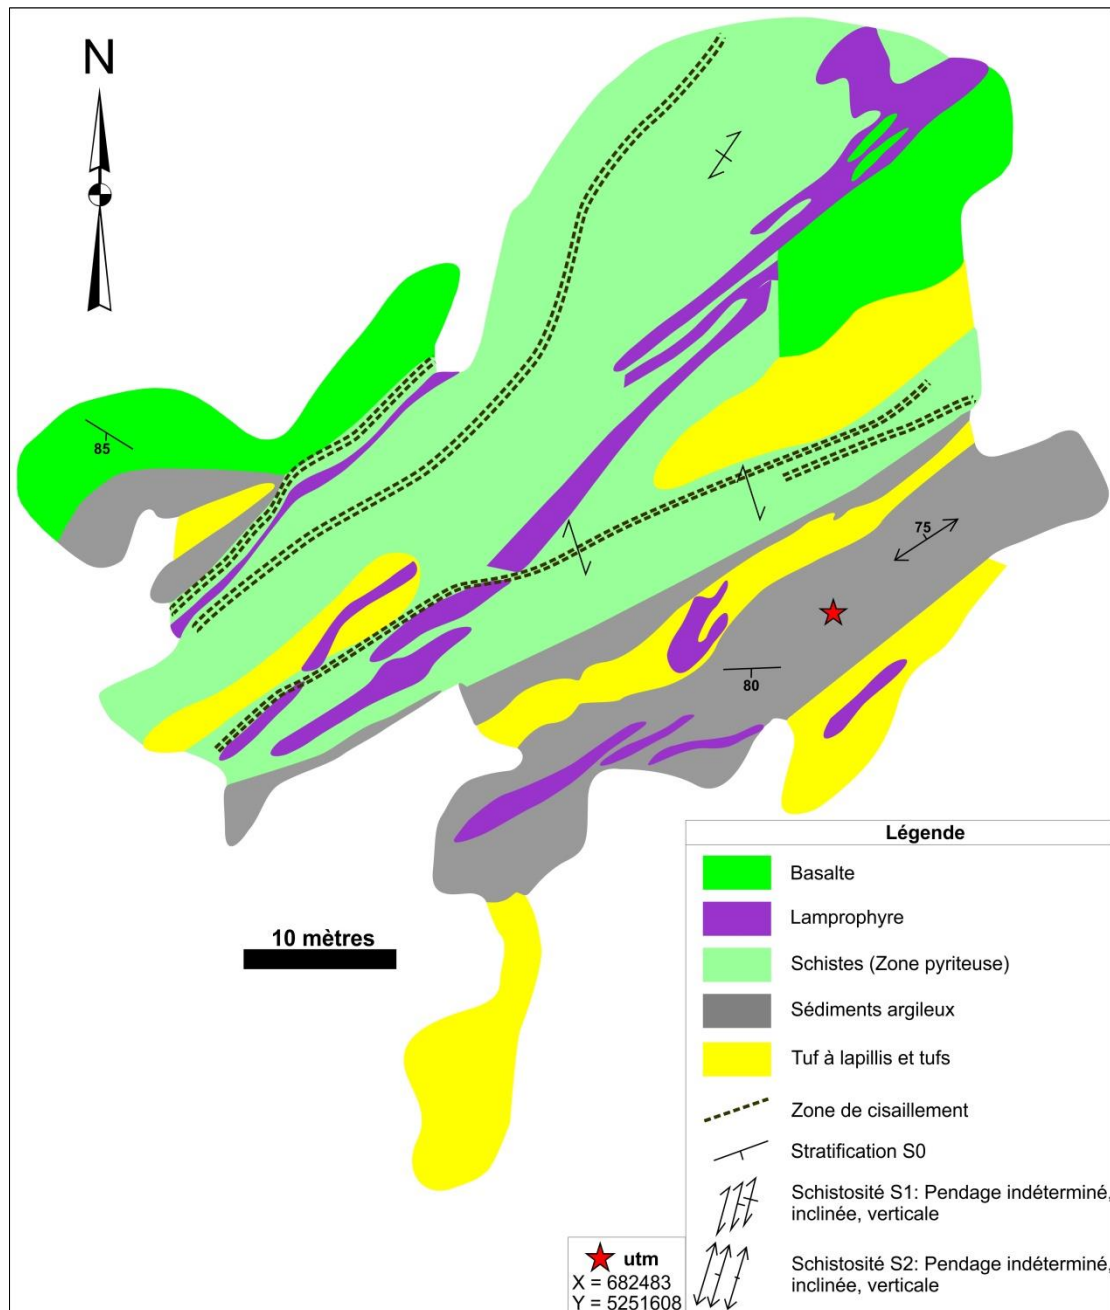 N
85
75
80
10 mètres
Légende
Basalte
Lamprophyre
Schistes (Zone pyriteuse)
Sédiments argileux
Tuf à lapillis et tufs
Zone de cisaillement
Stratification S0
Schistosité S1: Pendage indéterminé,
inclinée, verticale
Schistosité S2: Pendage indéterminé,
inclinée, verticale
utm
X = 682483
Y = 5251608